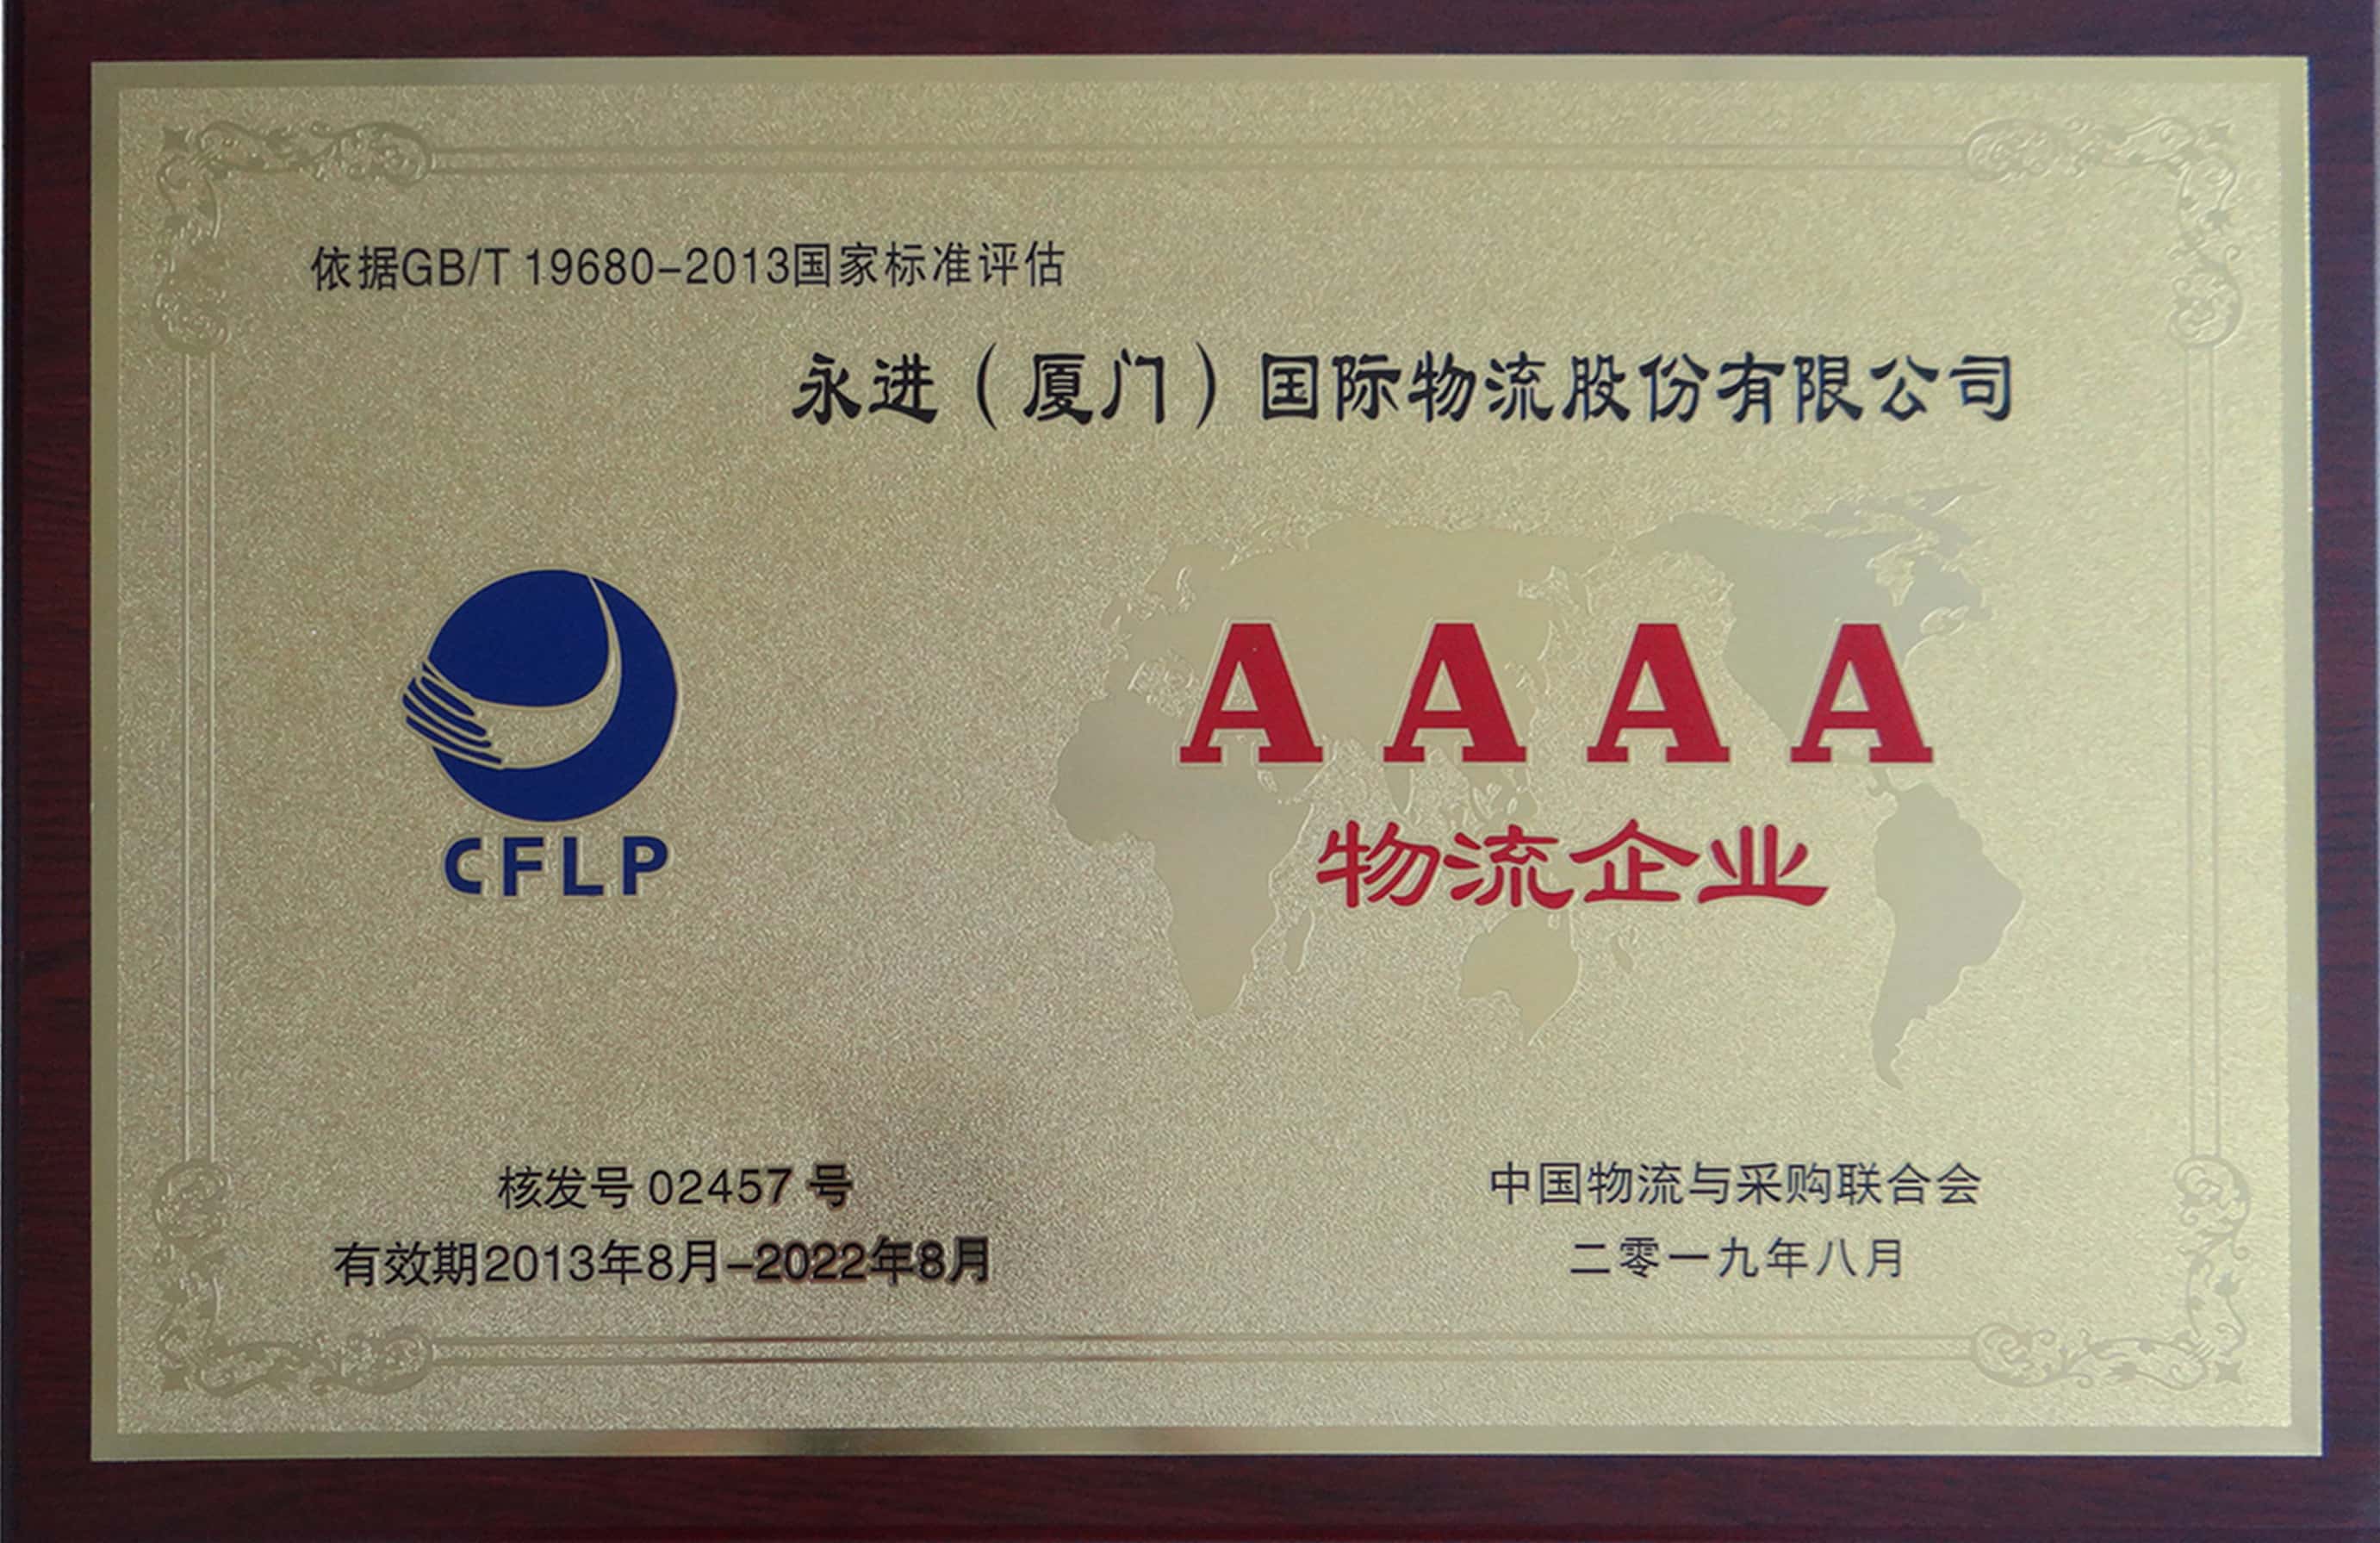 依据GB/T 19680-2013国家标准评估
永进（厦门）国际物流股份有限公司
AAAA
物流企业
CFLP
核发号 02457 号
有效期2013年8月-2022年8月
中国物流与采购联合会
二零一九年八月